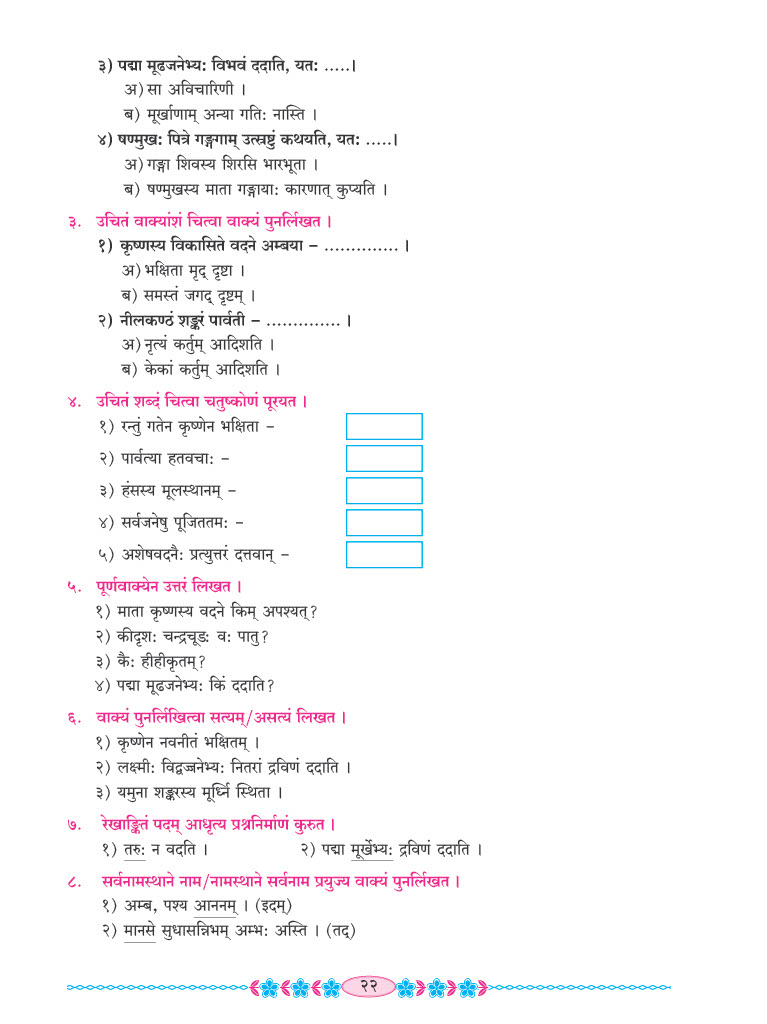 ३) पद्मा मूढजनेभ्य: विभवं ददाति, यत: .....।
अ) सा अविचारिणी ।
ब) मूर्खाणाम् अन्या गति: नास्ति ।
४) षण्मुख: पित्रे गङ्गाम् उत्स्रष्टुं कथयति, यत: .....।
अ) गङ्गा शिवस्य शिरसि भारभूता ।
ब) षण्मुखस्य माता गङ्गाया: कारणात् कुप्यति ।
३. उचितं वाक्यांशं चित्वा वाक्यं पुनर्लिखत ।
१) कृष्णस्य विकासिते वदने अम्बया – .............. ।
अ) भक्षिता मृद् दृष्टा ।
ब) समस्तं जगद् दृष्टम् ।
२) नीलकण्ठं शङ्करं पार्वती – .............. ।
अ) नृत्यं कर्तुम् आदिशति ।
ब) केकां कर्तुम् आदिशति ।
४. उचितं शब्दं चित्वा चतुष्कोणं पूरयत ।
१) रन्तुं गतेन कृष्णेन भक्षिता –
२) पार्वत्या हतवचा: –
३) हंसस्य मूलस्थानम् –
४) सर्वजनेषु पूजिततम: –
५) अशेषवदनै: प्रत्युत्तरं दत्तवान् –
५. पूर्णवाक्येन उत्तरं लिखत ।
१) माता कृष्णस्य वदने किम् अपश्यत्?
२) कीदृश: चन्द्रचूड: व: पातु?
३) कै: हीहीकृतम्?
४) पद्मा मूढजनेभ्य: किं ददाति?
६. वाक्यं पुनर्लिखित्वा सत्यम्/असत्यं लिखत ।
१) कृष्णेन नवनीतं भक्षितम् ।
२) लक्ष्मी: विद्वज्जनेभ्य: नितरां द्रविणं ददाति ।
३) यमुना शङ्करस्य मूर्ध्नि स्थिता ।
७. रेखाङ्कितं पदम् आधृत्य प्रश्ननिर्माणं कुरुत ।
१) तरु: न वदति । २) पद्मा मूर्खेभ्य: द्रविणं ददाति ।
८. सर्वनामस्थाने नाम/नामस्थाने सर्वनाम प्रयुज्य वाक्यं पुनर्लिखत ।
१) अम्ब, पश्य आननम् । (इदम्)
२) मानसे सुधासन्निभम् अम्भ: अस्ति । (तद्)
२२